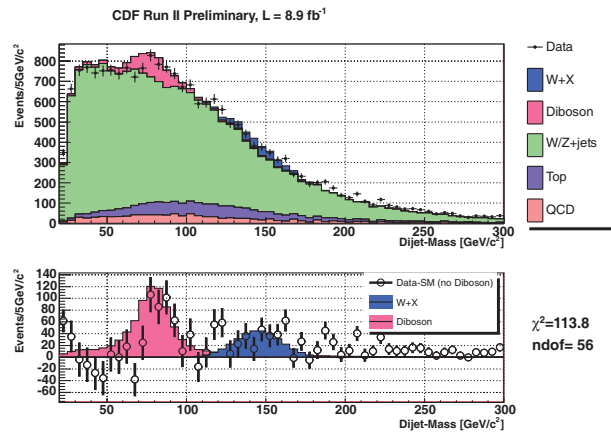 CDF Run II Preliminary, L = 8.9 fb⁻¹
Events/5GeV/c²
800
700
600
500
400
300
200
100
0
50 100 150 200 250 300
Dijet-Mass [GeV/c²]
Data
W+X
Diboson
W/Z+jets
Top
QCD
Events/5GeV/c²
140
120
100
80
60
40
20
0
20
40
60
50 100 150 200 250 300
Dijet-Mass [GeV/c²]
Data-SM (no Diboson)
W+X
Diboson
χ²=113.8
ndof= 56